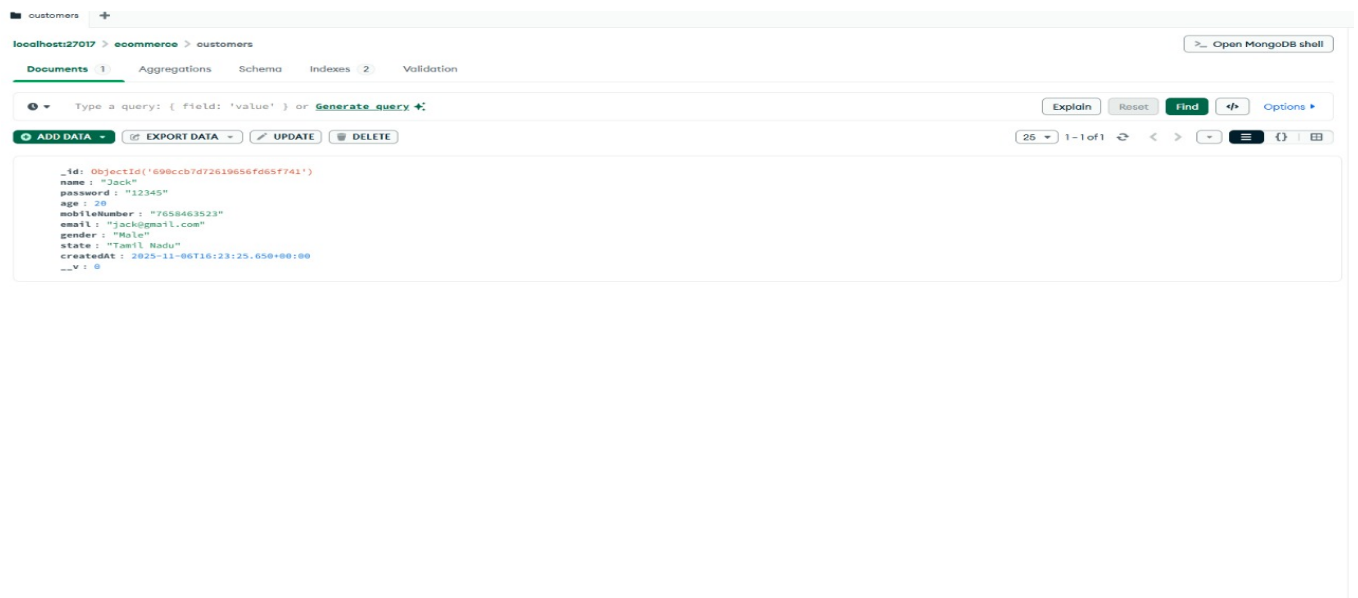 customers
localhost:27017 > ecommerce > customers
>_ Open MongoDB shell
Documents 1 Aggregations Schema Indexes 2 Validation
Type a query: { field: 'value' } or Generate query
Explain Reset Find </> Options
ADD DATA EXPORT DATA UPDATE DELETE
25 1-1 of 1 {}
_id: ObjectId('690ccb7d72619656fd65f741')
name : "Jack"
password : "12345"
age : 20
mobileNumber : "7658463523"
email : "jack@gmail.com"
gender : "Male"
state : "Tamil Nadu"
createdAt : 2025-11-06T16:23:25.650+00:00
__v : 0